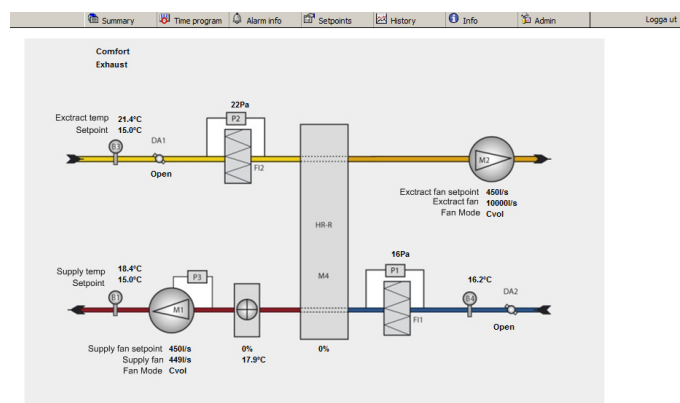 Summary Time program Alarm info Setpoints History Info Admin Logga ut
Comfort
Exhaust
22Pa
P2
Exctract temp 21.4°C
Setpoint 15.0°C
B3
DA1
Open
FI2
M2
Exctract fan setpoint 450l/s
Exctract fan 10000l/s
Fan Mode Cvol
HR-R
M4
16Pa
P1
Supply temp 18.4°C
Setpoint 15.0°C
P3
16.2°C
B1
M1
B4
DA2
FI1
Open
Supply fan setpoint 450l/s
Supply fan 449l/s
Fan Mode Cvol
0%
17.9°C
0%